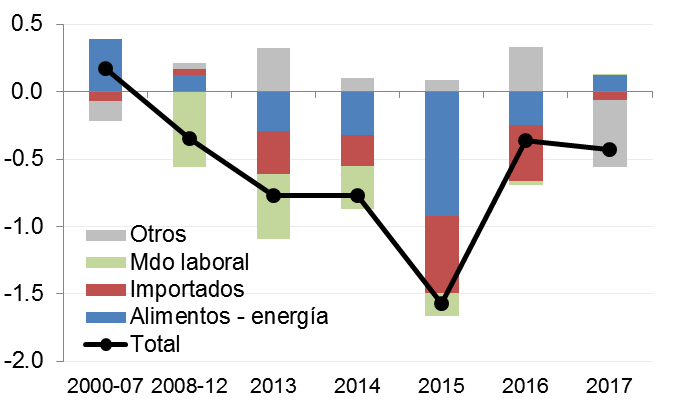 0.5
0.0
-0.5
-1.0
-1.5
-2.0
Otros
Mdo laboral
Importados
Alimentos - energía
Total
2000-07 2008-12 2013 2014 2015 2016 2017